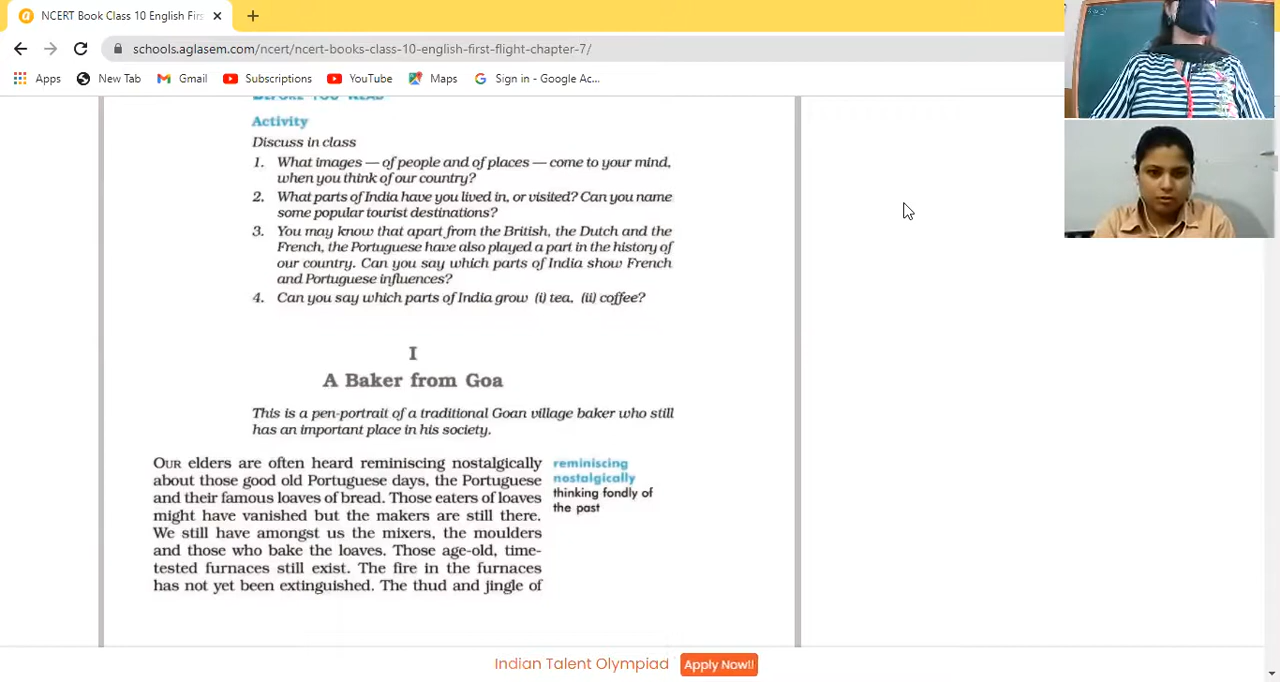 NCERT Book Class 10 English Firs
schools.aglasem.com/ncert/ncert-books-class-10-english-first-flight-chapter-7/
Apps New Tab Gmail Subscriptions YouTube Maps Sign in - Google Ac...
BEFORE YOU READ
Activity
Discuss in class
1. What images — of people and of places — come to your mind,
when you think of our country?
2. What parts of India have you lived in, or visited? Can you name
some popular tourist destinations?
3. You may know that apart from the British, the Dutch and the
French, the Portuguese have also played a part in the history of
our country. Can you say which parts of India show French
and Portuguese influences?
4. Can you say which parts of India grow (i) tea, (ii) coffee?
I
A Baker from Goa
This is a pen-portrait of a traditional Goan village baker who still
has an important place in his society.
OUR elders are often heard reminiscing nostalgically
about those good old Portuguese days, the Portuguese
and their famous loaves of bread. Those eaters of loaves
might have vanished but the makers are still there.
We still have amongst us the mixers, the moulders
and those who bake the loaves. Those age-old, time-
tested furnaces still exist. The fire in the furnaces
has not yet been extinguished. The thud and jingle of
reminiscing
nostalgically
thinking fondly of
the past
Indian Talent Olympiad Apply Now!!